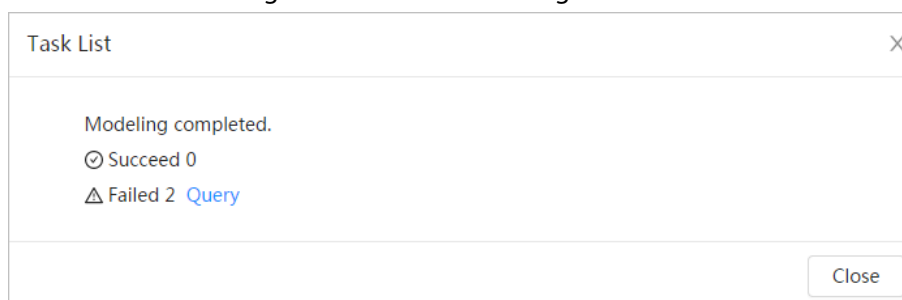 Task List
Modeling completed.
Succeed 0
Failed 2 Query
Close